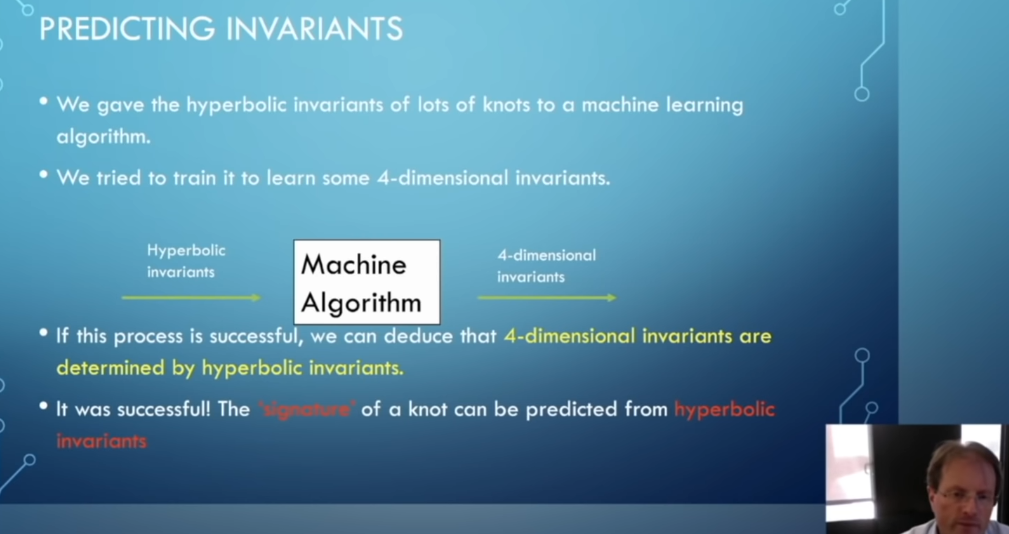 PREDICTING INVARIANTS
• We gave the hyperbolic invariants of lots of knots to a machine learning
algorithm.
• We tried to train it to learn some 4-dimensional invariants.
Hyperbolic
invariants
Machine
Algorithm
4-dimensional
invariants
• If this process is successful, we can deduce that 4-dimensional invariants are
determined by hyperbolic invariants.
• It was successful! The 'signature' of a knot can be predicted from hyperbolic
invariants